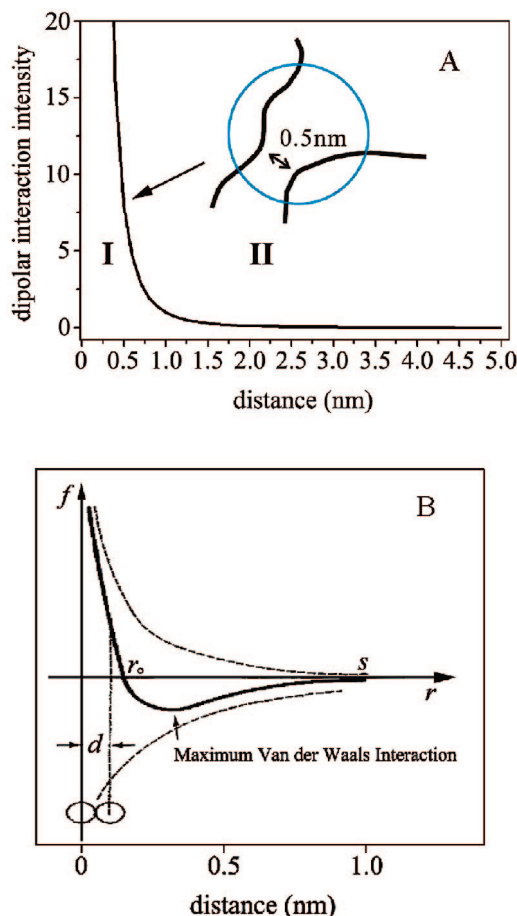 A
20
15
10
5
0
dipolar interaction intensity
0.5nm
I
II
0 0.5 1.0 1.5 2.0 2.5 3.0 3.5 4.0 4.5 5.0
distance (nm)
B
f
r₀
s
r
d
Maximum Van der Waals Interaction
0 0.5 1.0
distance (nm)